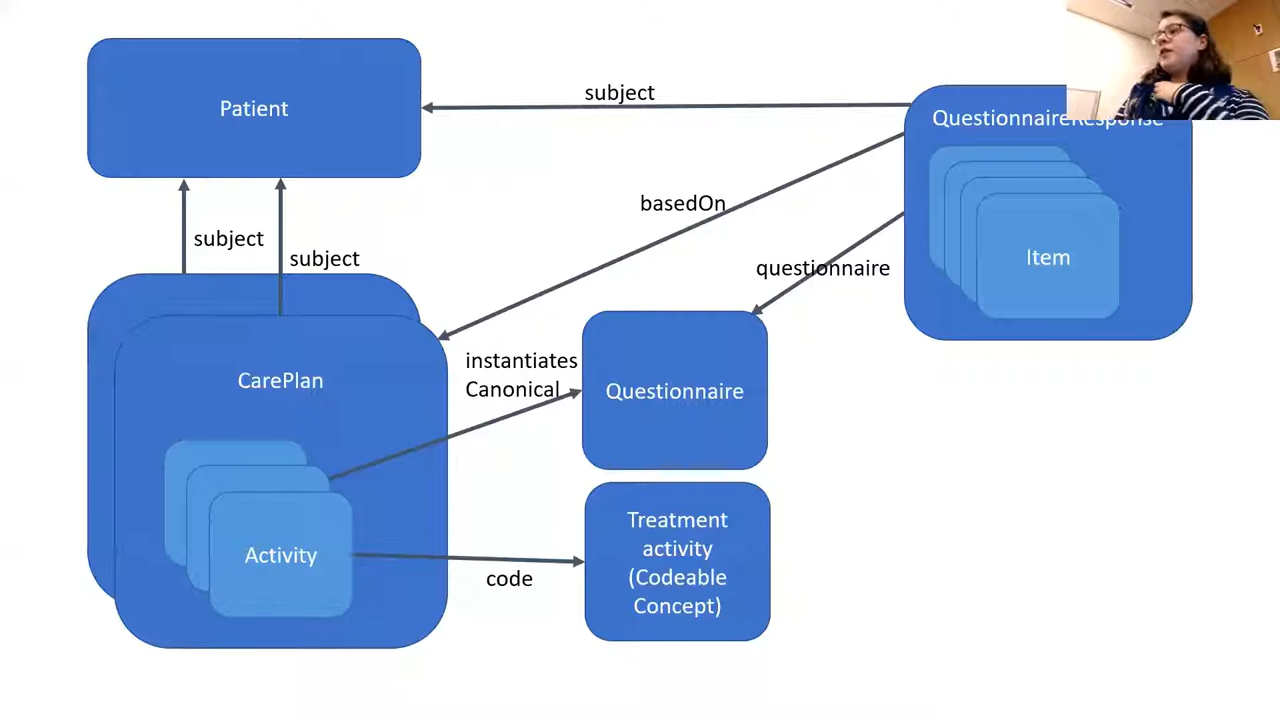 Patient
subject
QuestionnaireResponse
basedOn
subject
subject
questionnaire
Item
CarePlan
instantiates
Canonical
Questionnaire
Activity
code
Treatment
activity
(Codeable
Concept)